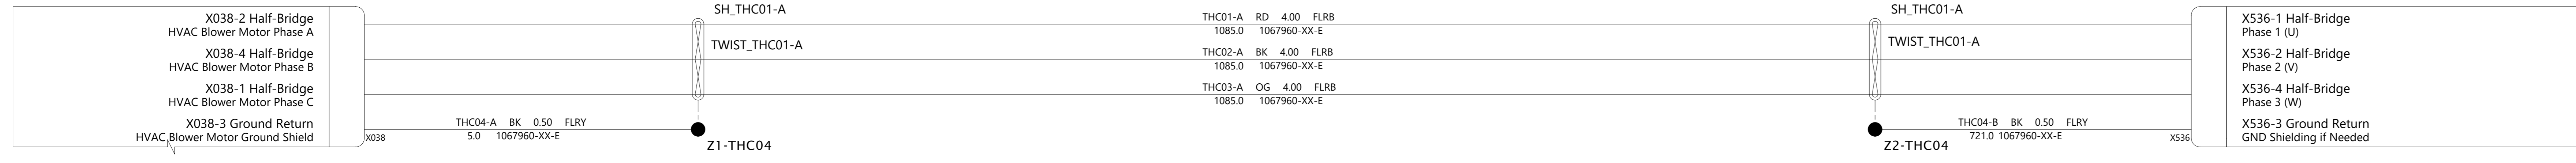 X038-2 Half-Bridge
HVAC Blower Motor Phase A
X038-4 Half-Bridge
HVAC Blower Motor Phase B
X038-1 Half-Bridge
HVAC Blower Motor Phase C
X038-3 Ground Return
HVAC Blower Motor Ground Shield
X038
THC04-A BK 0.50 FLRY
5.0 1067960-XX-E
SH_THC01-A
TWIST_THC01-A
Z1-THC04
THC01-A RD 4.00 FLRB
1085.0 1067960-XX-E
THC02-A BK 4.00 FLRB
1085.0 1067960-XX-E
THC03-A OG 4.00 FLRB
1085.0 1067960-XX-E
SH_THC01-A
TWIST_THC01-A
Z2-THC04
THC04-B BK 0.50 FLRY
721.0 1067960-XX-E
X536
X536-1 Half-Bridge
Phase 1 (U)
X536-2 Half-Bridge
Phase 2 (V)
X536-4 Half-Bridge
Phase 3 (W)
X536-3 Ground Return
GND Shielding if Needed